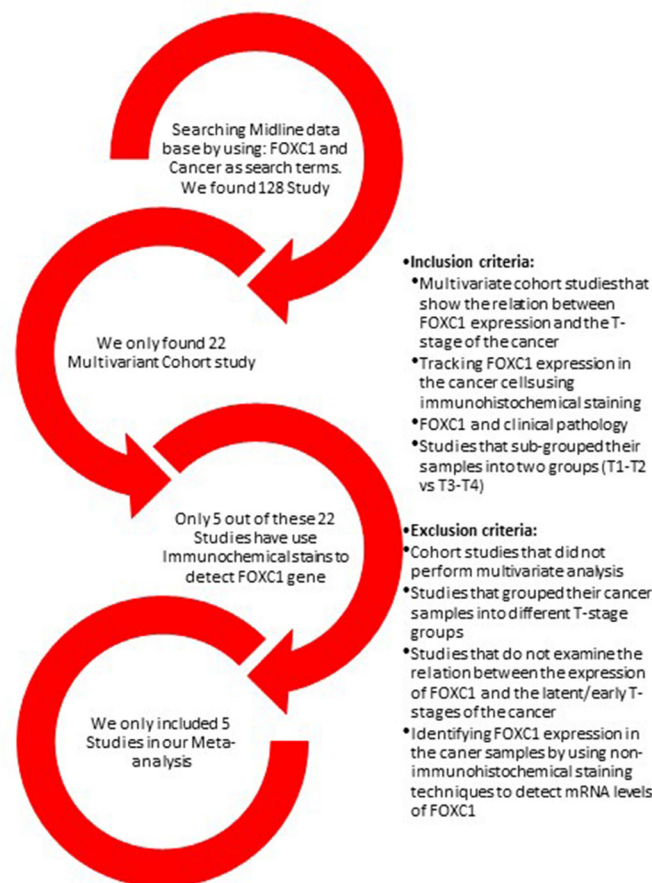 Searching Midline data
base by using: FOXC1 and
Cancer as search terms.
We found 128 Study
We only found 22
Multivariant Cohort study
Only 5 out of these 22
Studies have use
Immunochemical stains to
detect FOXC1 gene
We only included 5
Studies in our Meta-
analysis
•Inclusion criteria:
•Multivariate cohort studies that
show the relation between
FOXC1 expression and the T-
stage of the cancer
•Tracking FOXC1 expression in
the cancer cells using
immunohistochemical staining
•FOXC1 and clinical pathology
•Studies that sub-grouped their
samples into two groups (T1-T2
vs T3-T4)
•Exclusion criteria:
•Cohort studies that did not
perform multivariate analysis
•Studies that grouped their cancer
samples into different T-stage
groups
•Studies that do not examine the
relation between the expression
of FOXC1 and the latent/early T-
stages of the cancer
•Identifying FOXC1 expression in
the caner samples by using non-
immunohistochemical staining
techniques to detect mRNA levels
of FOXC1